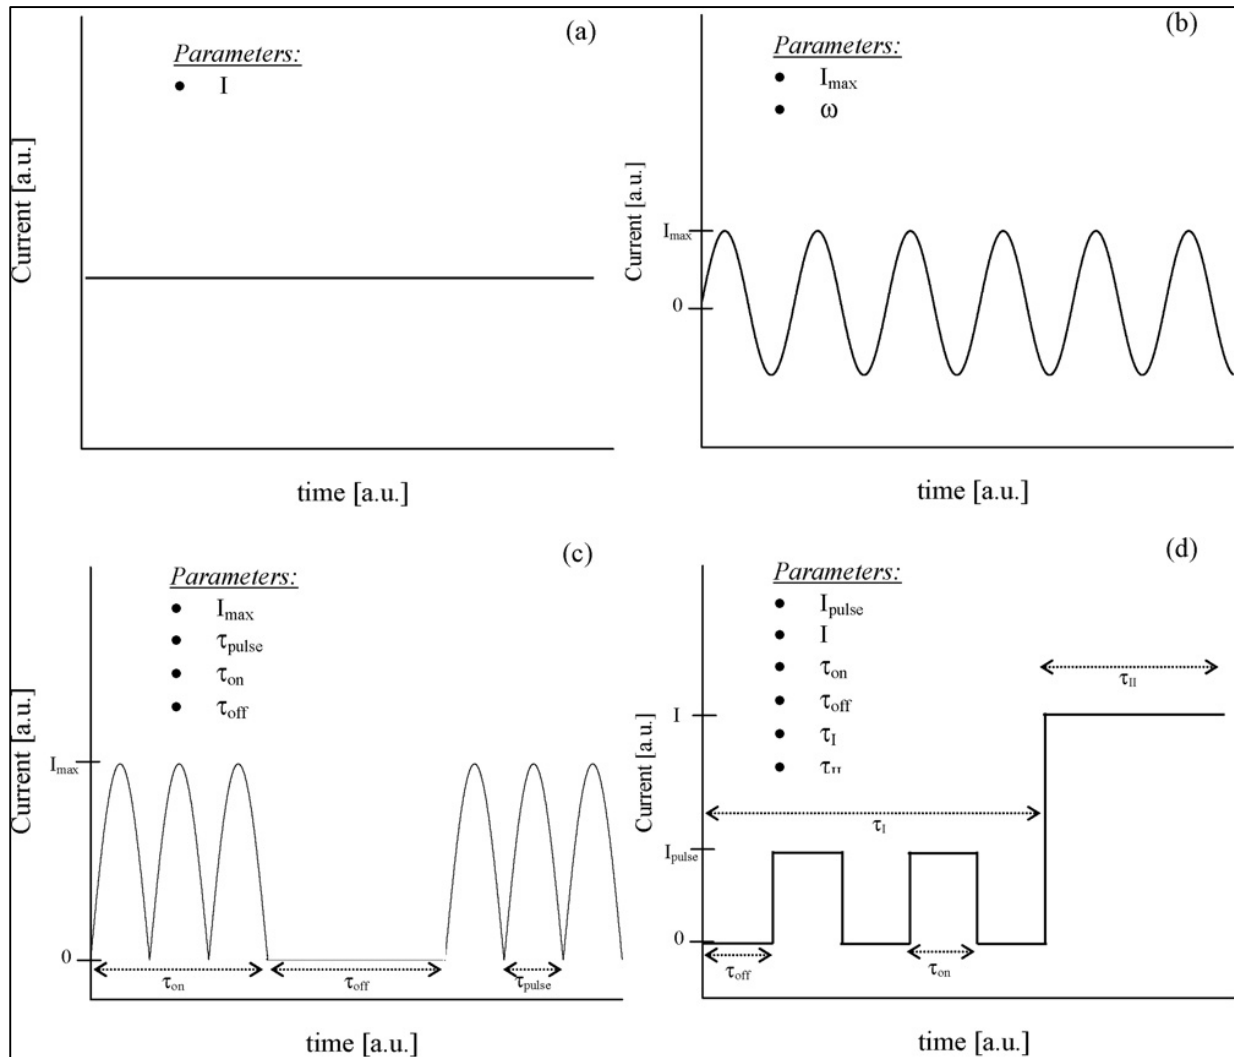 (a)
Parameters:
• I
Current [a.u.]
time [a.u.]
(b)
Parameters:
• Imax
• ω
Current [a.u.]
Imax
0
time [a.u.]
(c)
Parameters:
• Imax
• τpulse
• τon
• τoff
Current [a.u.]
Imax
0
τon
τoff
τpulse
time [a.u.]
(d)
Parameters:
• Ipulse
• I
• τon
• τoff
• τI
• τII
Current [a.u.]
I
τII
τI
Ipulse
0
τoff
τon
time [a.u.]